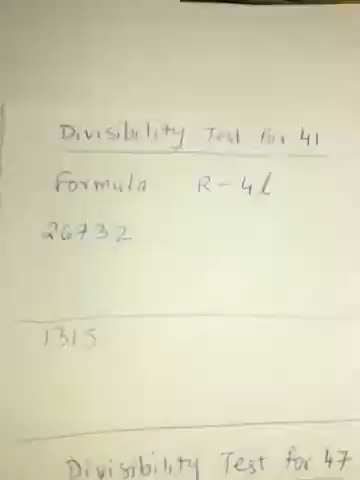 Divisibility Test for 41
Formula R - 4l
26732
1315
Divisibility Test for 47